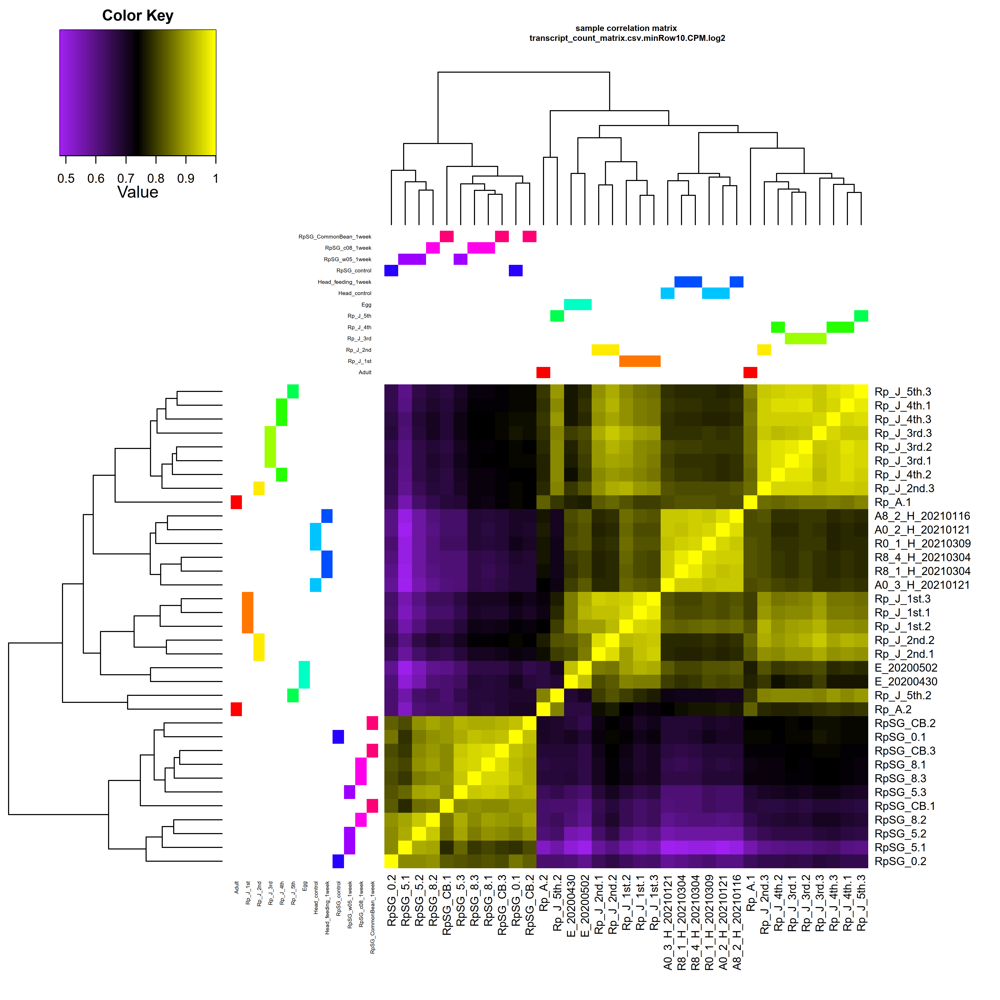 Color Key
0.5 0.6 0.7 0.8 0.9 1
Value
sample correlation matrix
transcript_count_matrix.csv.minRow10.CPM.log2
RpSG_CommonBean_1week
RpSG_c08_1week
RpSG_w05_1week
RpSG_control
Head_feeding_1week
Head_control
Egg
Rp_J_5th
Rp_J_4th
Rp_J_3rd
Rp_J_2nd
Rp_J_1st
Adult
Rp_J_5th.3
Rp_J_4th.1
Rp_J_4th.3
Rp_J_3rd.3
Rp_J_3rd.2
Rp_J_3rd.1
Rp_J_4th.2
Rp_J_2nd.3
Rp_A.1
A8_2_H_20210116
A0_2_H_20210121
R0_1_H_20210309
R8_4_H_20210304
R8_1_H_20210304
A0_3_H_20210121
Rp_J_1st.3
Rp_J_1st.1
Rp_J_1st.2
Rp_J_2nd.2
Rp_J_2nd.1
E_20200502
E_20200430
Rp_J_5th.2
Rp_A.2
RpSG_CB.2
RpSG_0.1
RpSG_CB.3
RpSG_8.1
RpSG_8.3
RpSG_5.3
RpSG_CB.1
RpSG_8.2
RpSG_5.2
RpSG_5.1
RpSG_0.2
Adult
Rp_J_1st
Rp_J_2nd
Rp_J_3rd
Rp_J_4th
Rp_J_5th
Egg
Head_control
Head_feeding_1week
RpSG_control
RpSG_w05_1week
RpSG_c08_1week
RpSG_CommonBean_1week
RpSG_0.2
RpSG_5.1
RpSG_5.2
RpSG_8.2
RpSG_CB.1
RpSG_5.3
RpSG_8.3
RpSG_8.1
RpSG_CB.3
RpSG_0.1
RpSG_CB.2
Rp_A.2
Rp_J_5th.2
E_20200430
E_20200502
Rp_J_2nd.1
Rp_J_2nd.2
Rp_J_1st.2
Rp_J_1st.1
Rp_J_1st.3
A0_3_H_20210121
R8_1_H_20210304
R8_4_H_20210304
R0_1_H_20210309
A0_2_H_20210121
A8_2_H_20210116
Rp_A.1
Rp_J_2nd.3
Rp_J_4th.2
Rp_J_3rd.1
Rp_J_3rd.2
Rp_J_3rd.3
Rp_J_4th.3
Rp_J_4th.1
Rp_J_5th.3